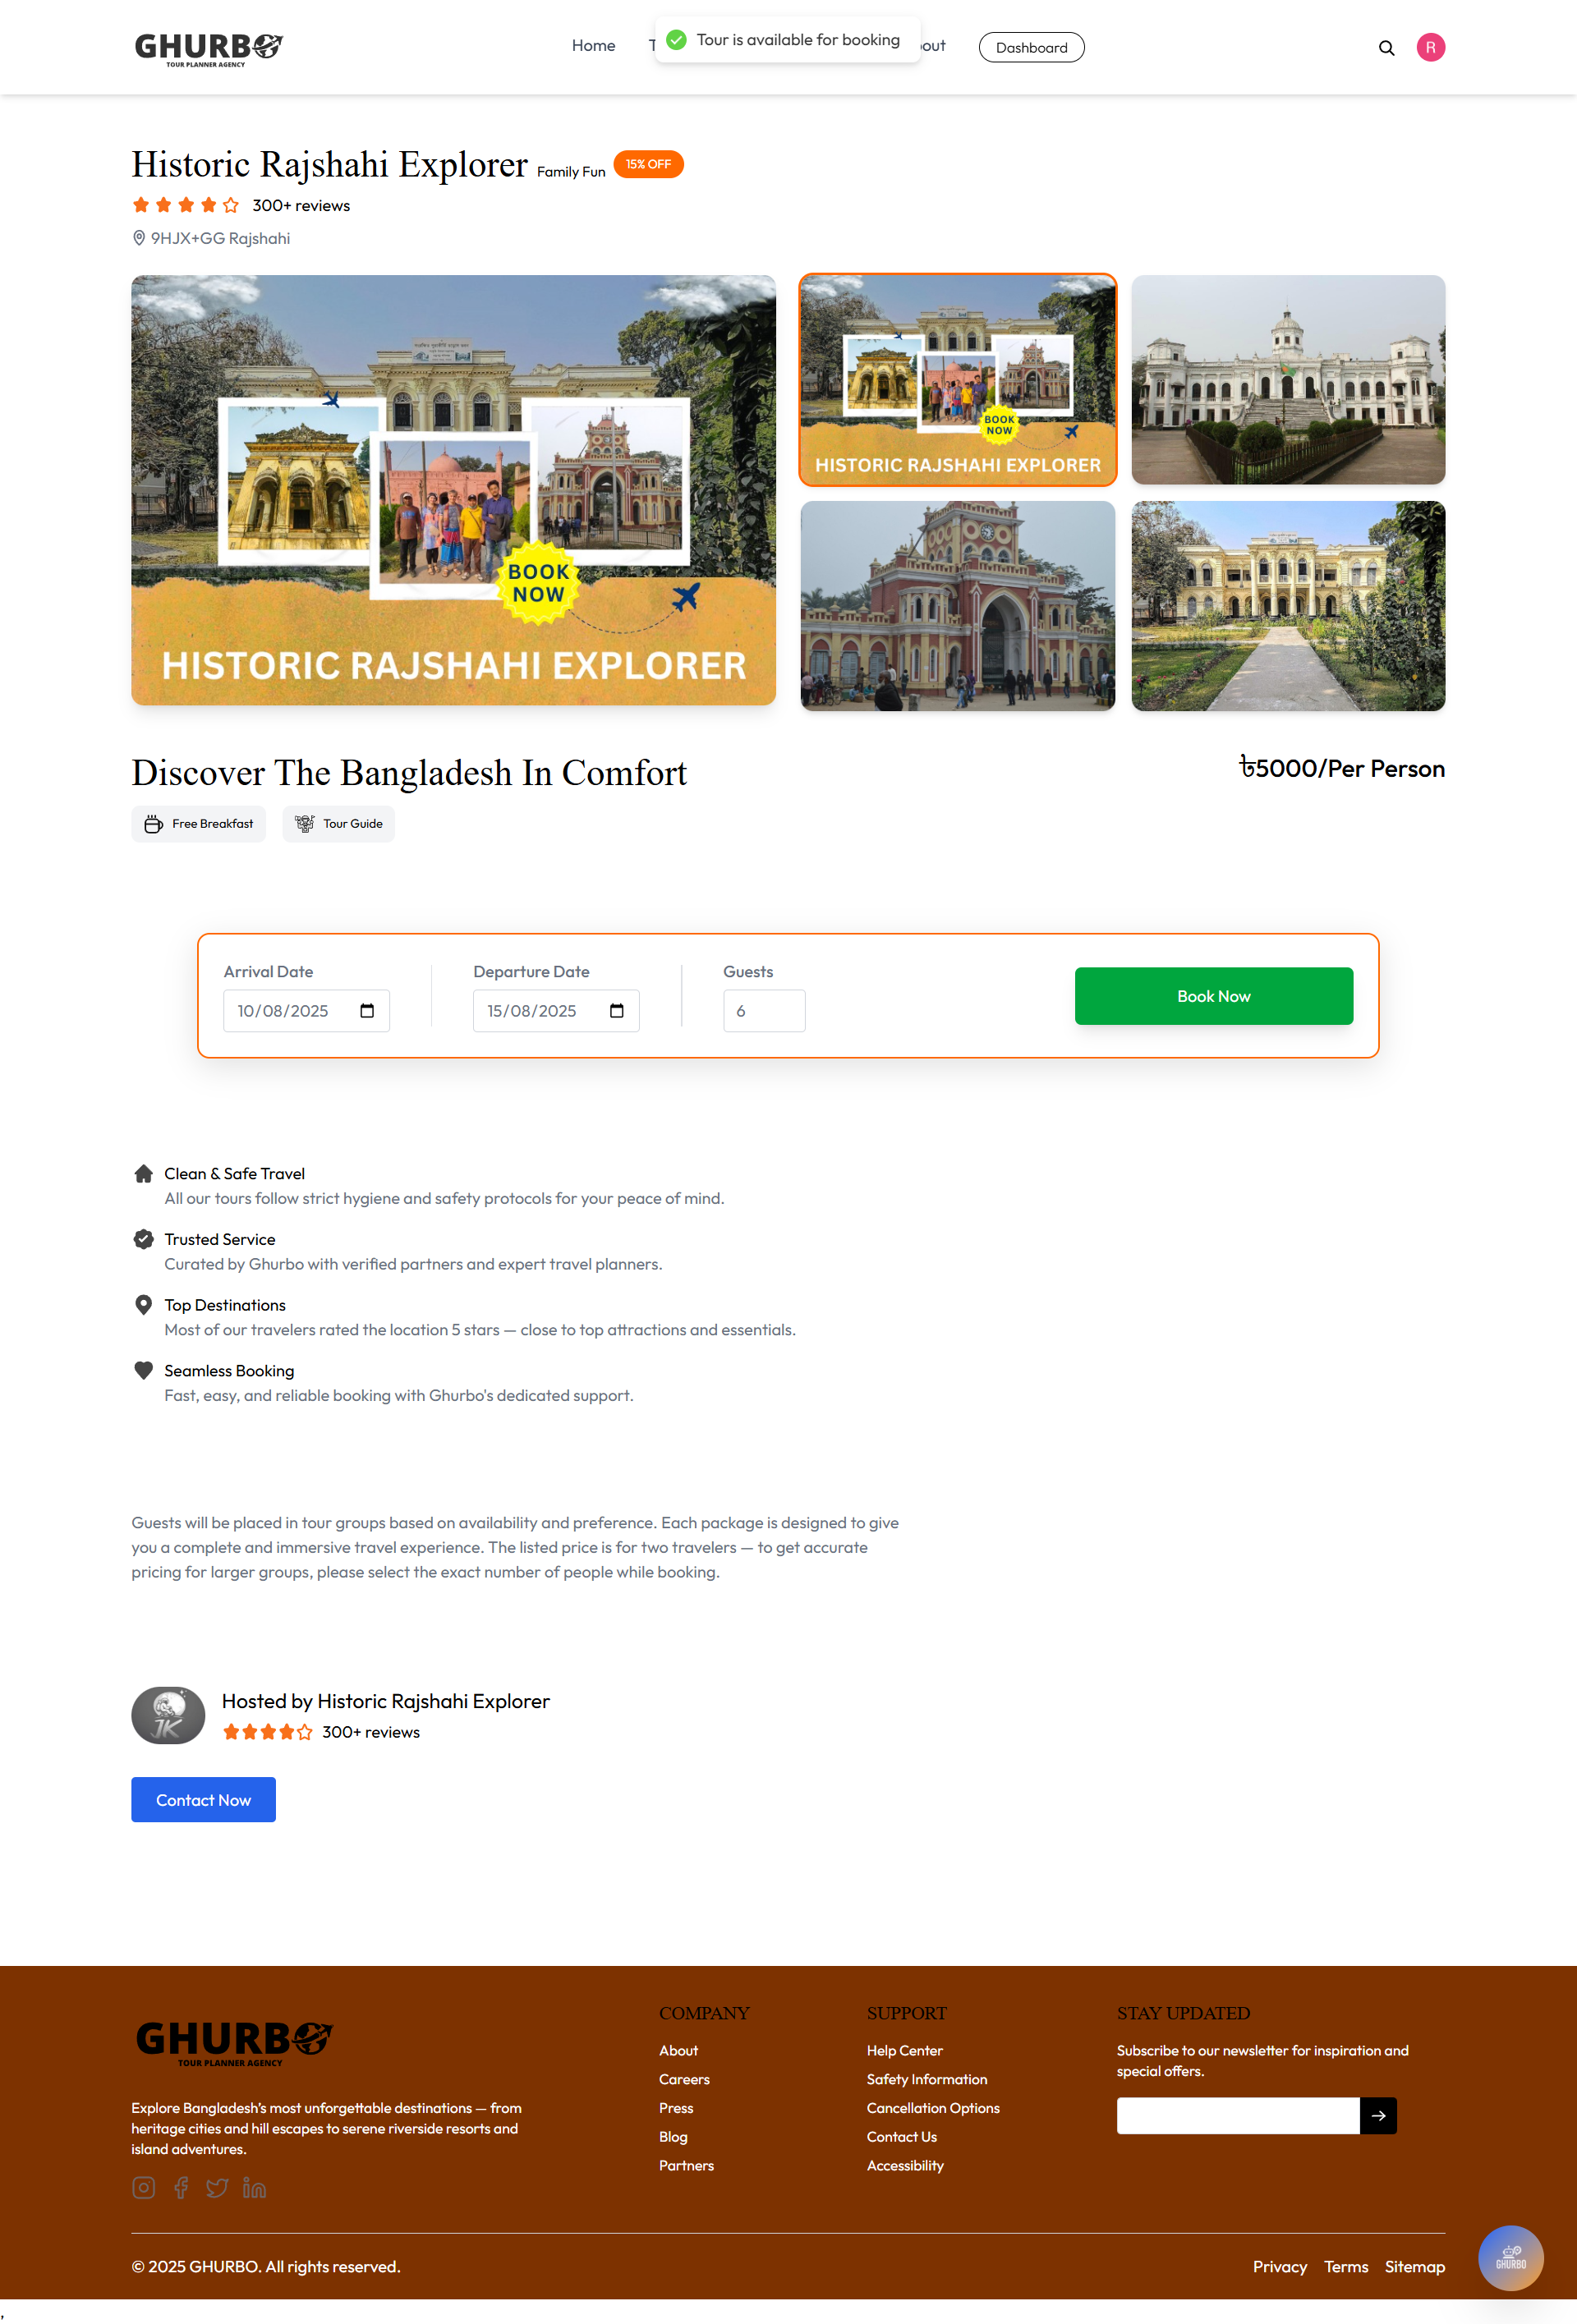 GHURBO
TOUR PLANNER AGENCY
Home
T
Tour is available for booking
out
Dashboard
R
Historic Rajshahi Explorer Family Fun 15% OFF
300+ reviews
9HJX+GG Rajshahi
BOOK
NOW
HISTORIC RAJSHAHI EXPLORER
BOOK
NOW
HISTORIC RAJSHAHI EXPLORER
Discover The Bangladesh In Comfort
৳5000/Per Person
Free Breakfast
Tour Guide
Arrival Date
Departure Date
Guests
10/08/2025
15/08/2025
6
Book Now
Clean & Safe Travel
All our tours follow strict hygiene and safety protocols for your peace of mind.
Trusted Service
Curated by Ghurbo with verified partners and expert travel planners.
Top Destinations
Most of our travelers rated the location 5 stars — close to top attractions and essentials.
Seamless Booking
Fast, easy, and reliable booking with Ghurbo's dedicated support.
Guests will be placed in tour groups based on availability and preference. Each package is designed to give
you a complete and immersive travel experience. The listed price is for two travelers — to get accurate
pricing for larger groups, please select the exact number of people while booking.
JK
Hosted by Historic Rajshahi Explorer
300+ reviews
Contact Now
GHURBO
TOUR PLANNER AGENCY
Explore Bangladesh's most unforgettable destinations — from
heritage cities and hill escapes to serene riverside resorts and
island adventures.
COMPANY
About
Careers
Press
Blog
Partners
SUPPORT
Help Center
Safety Information
Cancellation Options
Contact Us
Accessibility
STAY UPDATED
Subscribe to our newsletter for inspiration and
special offers.
© 2025 GHURBO. All rights reserved.
Privacy
Terms
Sitemap
GHURBO
,